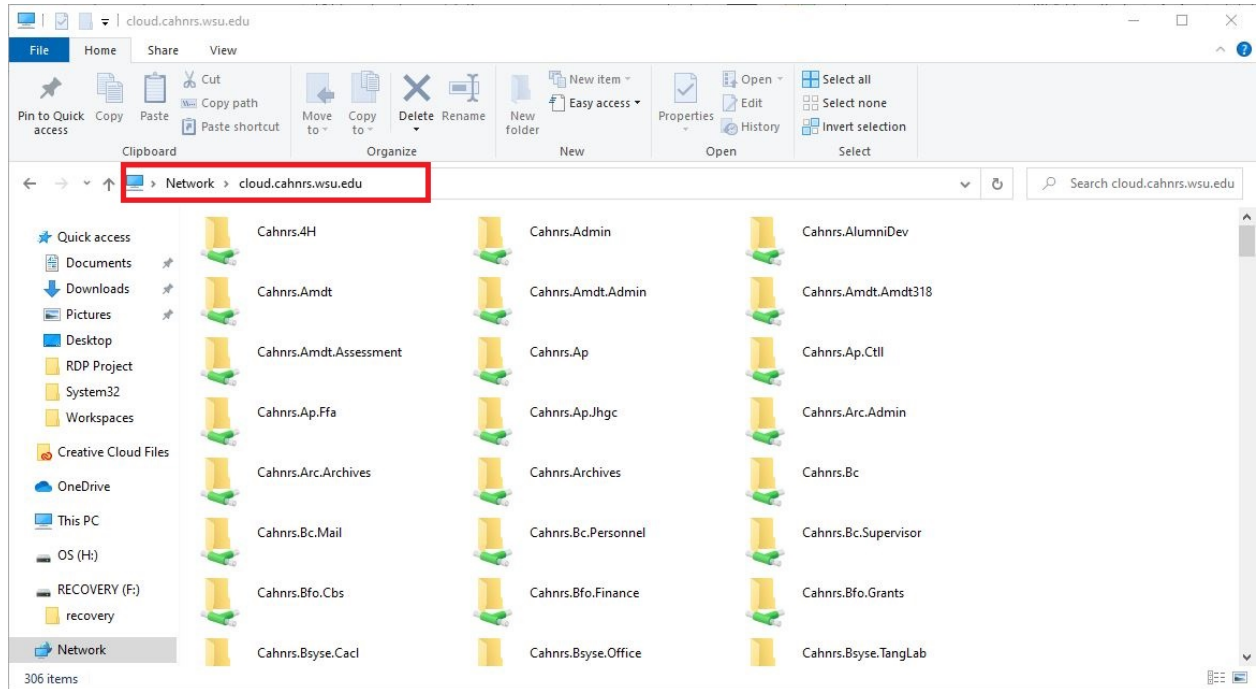 cloud.cahnrs.wsu.edu
File Home Share View
Pin to Quick access
Copy
Paste
Cut
Copy path
Paste shortcut
Clipboard
Move to
Copy to
Delete
Rename
Organize
New folder
New item
Easy access
New
Properties
Open
Edit
History
Open
Select all
Select none
Invert selection
Select
Network > cloud.cahnrs.wsu.edu
Search cloud.cahnrs.wsu.edu
Quick access
Documents
Downloads
Pictures
Desktop
RDP Project
System32
Workspaces
Creative Cloud Files
OneDrive
This PC
OS (H:)
RECOVERY (F:)
recovery
Network
Cahnrs.4H Cahnrs.Admin Cahnrs.AlumniDev
Cahnrs.Amdt Cahnrs.Amdt.Admin Cahnrs.Amdt.Amdt318
Cahnrs.Amdt.Assessment Cahnrs.Ap Cahnrs.Ap.Ctll
Cahnrs.Ap.Ffa Cahnrs.Ap.Jhgc Cahnrs.Arc.Admin
Cahnrs.Arc.Archives Cahnrs.Archives Cahnrs.Bc
Cahnrs.Bc.Mail Cahnrs.Bc.Personnel Cahnrs.Bc.Supervisor
Cahnrs.Bfo.Cbs Cahnrs.Bfo.Finance Cahnrs.Bfo.Grants
Cahnrs.Bsyse.Cacl Cahnrs.Bsyse.Office Cahnrs.Bsyse.TangLab
306 items